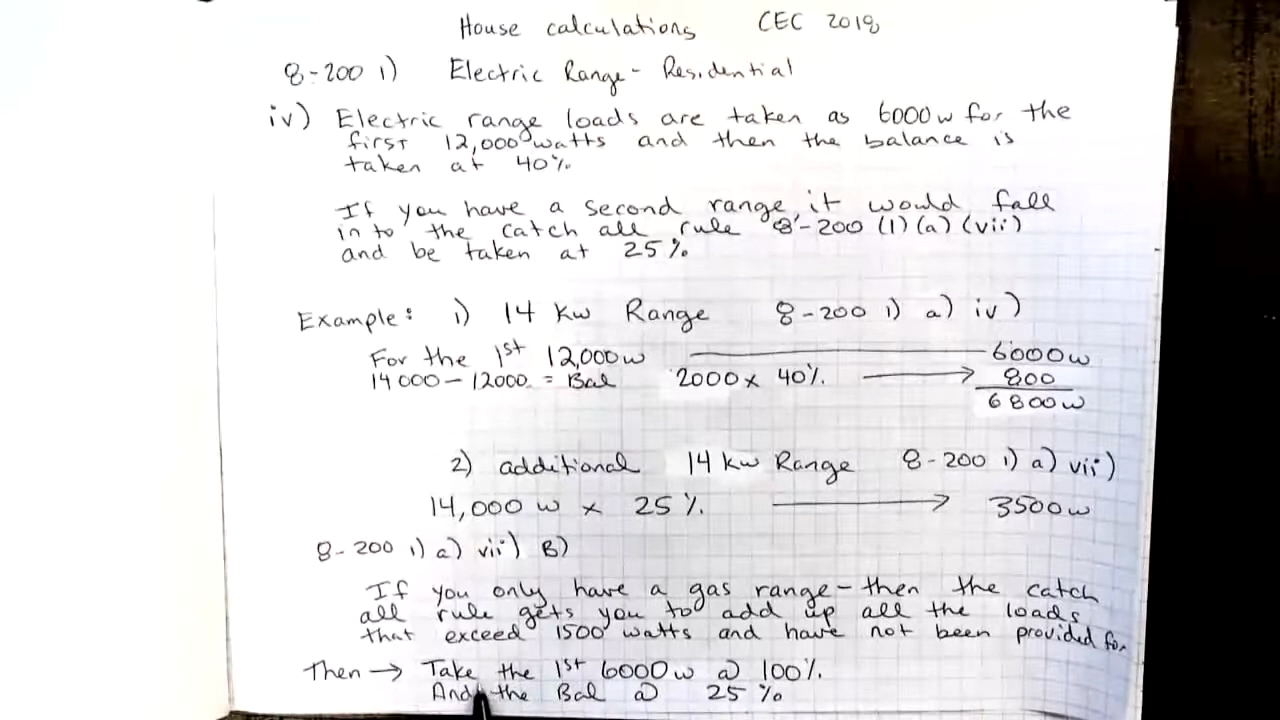 House calculations CEC 2018
8-200 1) Electric Range - Residential
iv) Electric range loads are taken as 6000w for the
first 12,000 watts and then the balance is
taken at 40%
If you have a second range, it would fall
in to the catch all rule 8-200 (1)(a)(vii)
and be taken at 25%
Example: 1) 14 KW Range 8-200 1) a) iv)
For the 1st 12,000w 6000w
14000 - 12000 = Bal 2000 x 40% → 800
6800w
2) additional 14 kw Range 8-200 1) a) vii)
14,000 w x 25% → 3500w
8-200 1) a) vii) B)
If you only have a gas range - then the catch
all rule gets you to add up all the loads
that exceed 1500 watts and have not been provided for
Then → Take the 1st 6000w @ 100%.
And the Bal @ 25%